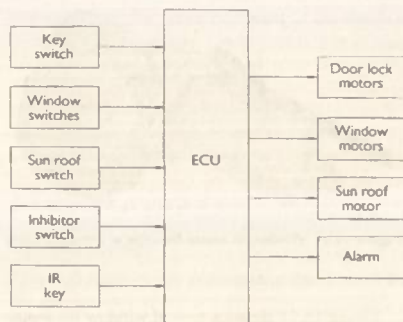 Key
switch
Window
switches
Sun roof
switch
Inhibitor
switch
IR
key
ECU
Door lock
motors
Window
motors
Sun roof
motor
Alarm